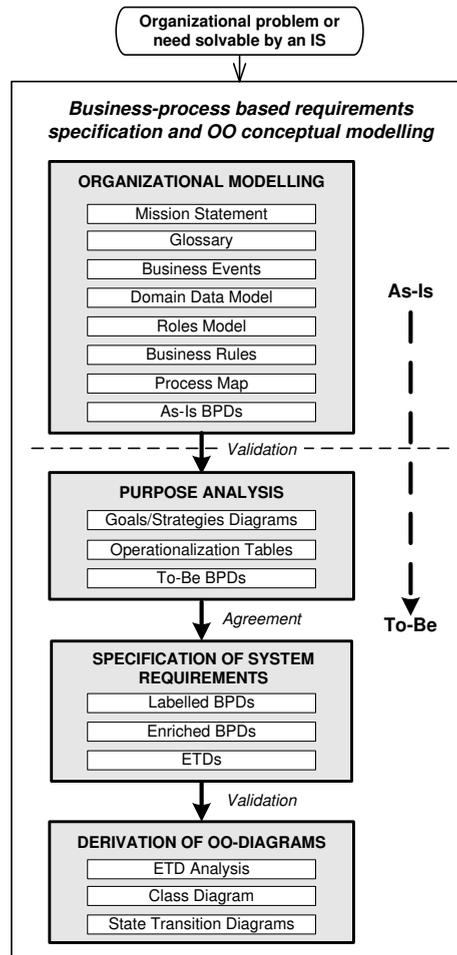 Organizational problem or
need solvable by an IS
Business-process based requirements
specification and OO conceptual modelling
ORGANIZATIONAL MODELLING
Mission Statement
Glossary
Business Events
Domain Data Model
Roles Model
Business Rules
Process Map
As-Is BPDs
As-Is
Validation
PURPOSE ANALYSIS
Goals/Strategies Diagrams
Operationalization Tables
To-Be BPDs
To-Be
Agreement
SPECIFICATION OF SYSTEM
REQUIREMENTS
Labelled BPDs
Enriched BPDs
ETDs
Validation
DERIVATION OF OO-DIAGRAMS
ETD Analysis
Class Diagram
State Transition Diagrams